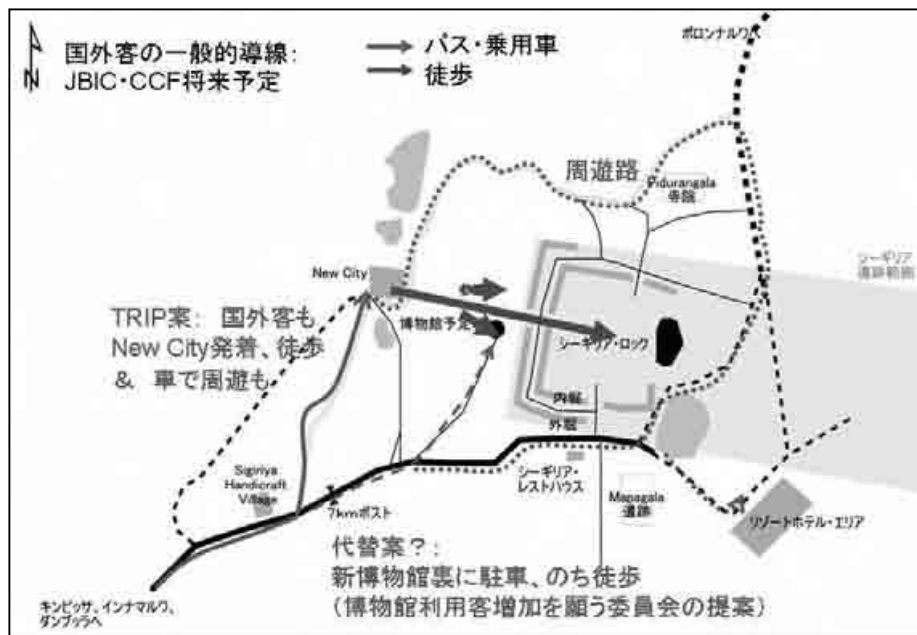 N
国外客の一般的導線:
JBIC・CCF将来予定
バス・乗用車
徒歩
ポロンナルワへ
周遊路
Pidurangala
寺院
シーギリア
遺跡範囲
New City
博物館予定
シーギリア・ロック
TRIP案: 国外客も
New City発着、徒歩
& 車で周遊も
内堀
外堀
Sigiriya
Handicraft
Village
7kmポスト
シーギリア・
レストハウス
Mapagala
遺跡
リゾートホテル・エリア
代替案?:
新博物館裏に駐車、のち徒歩
(博物館利用客増加を願う委員会の提案)
キンビッサ、イナマルワ、
ダンブッラへ